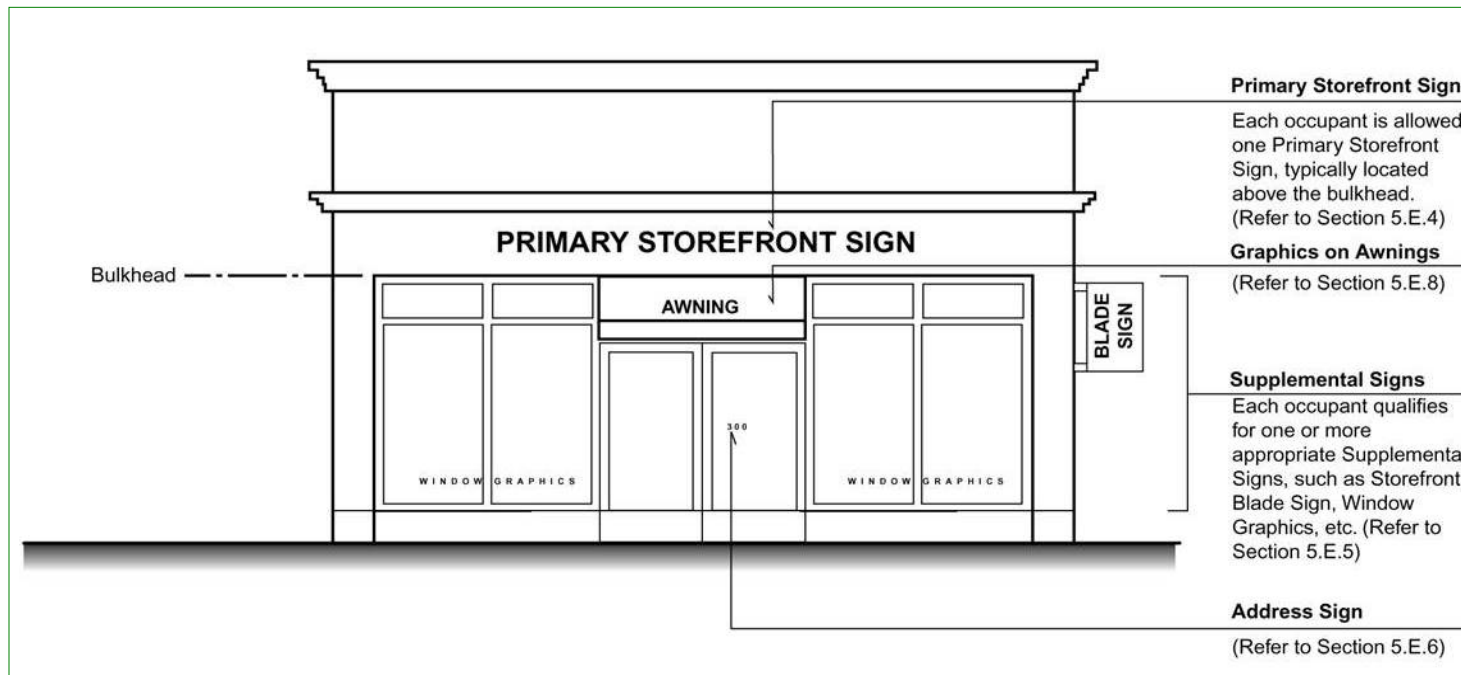 Primary Storefront Sign
Each occupant is allowed
one Primary Storefront
Sign, typically located
above the bulkhead.
(Refer to Section 5.E.4)
PRIMARY STOREFRONT SIGN
Graphics on Awnings
(Refer to Section 5.E.8)
Bulkhead
AWNING
BLADE
SIGN
Supplemental Signs
Each occupant qualifies
for one or more
appropriate Supplementa
Signs, such as Storefront
Blade Sign, Window
Graphics, etc. (Refer to
Section 5.E.5)
300
WINDOW GRAPHICS
WINDOW GRAPHICS
Address Sign
(Refer to Section 5.E.6)